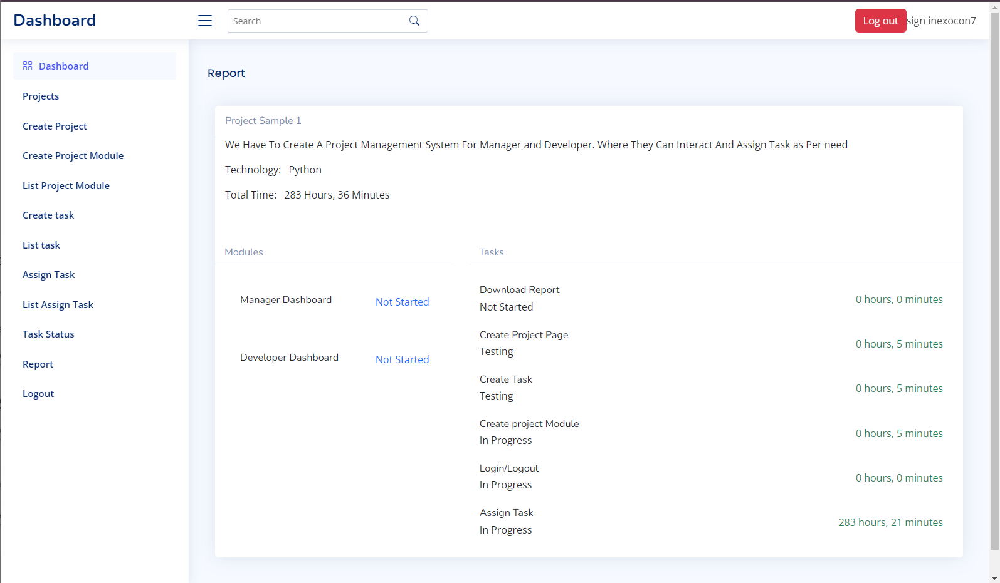 Dashboard
Search
Log out
sign inexocon7
Dashboard
Projects
Create Project
Create Project Module
List Project Module
Create task
List task
Assign Task
List Assign Task
Task Status
Report
Logout
Report
Project Sample 1
We Have To Create A Project Management System For Manager and Developer. Where They Can Interact And Assign Task as Per need
Technology: Python
Total Time: 283 Hours, 36 Minutes
Modules
Manager Dashboard Not Started
Developer Dashboard Not Started
Tasks
Download Report
Not Started
0 hours, 0 minutes
Create Project Page
Testing
0 hours, 5 minutes
Create Task
Testing
0 hours, 5 minutes
Create project Module
In Progress
0 hours, 5 minutes
Login/Logout
In Progress
0 hours, 0 minutes
Assign Task
In Progress
283 hours, 21 minutes